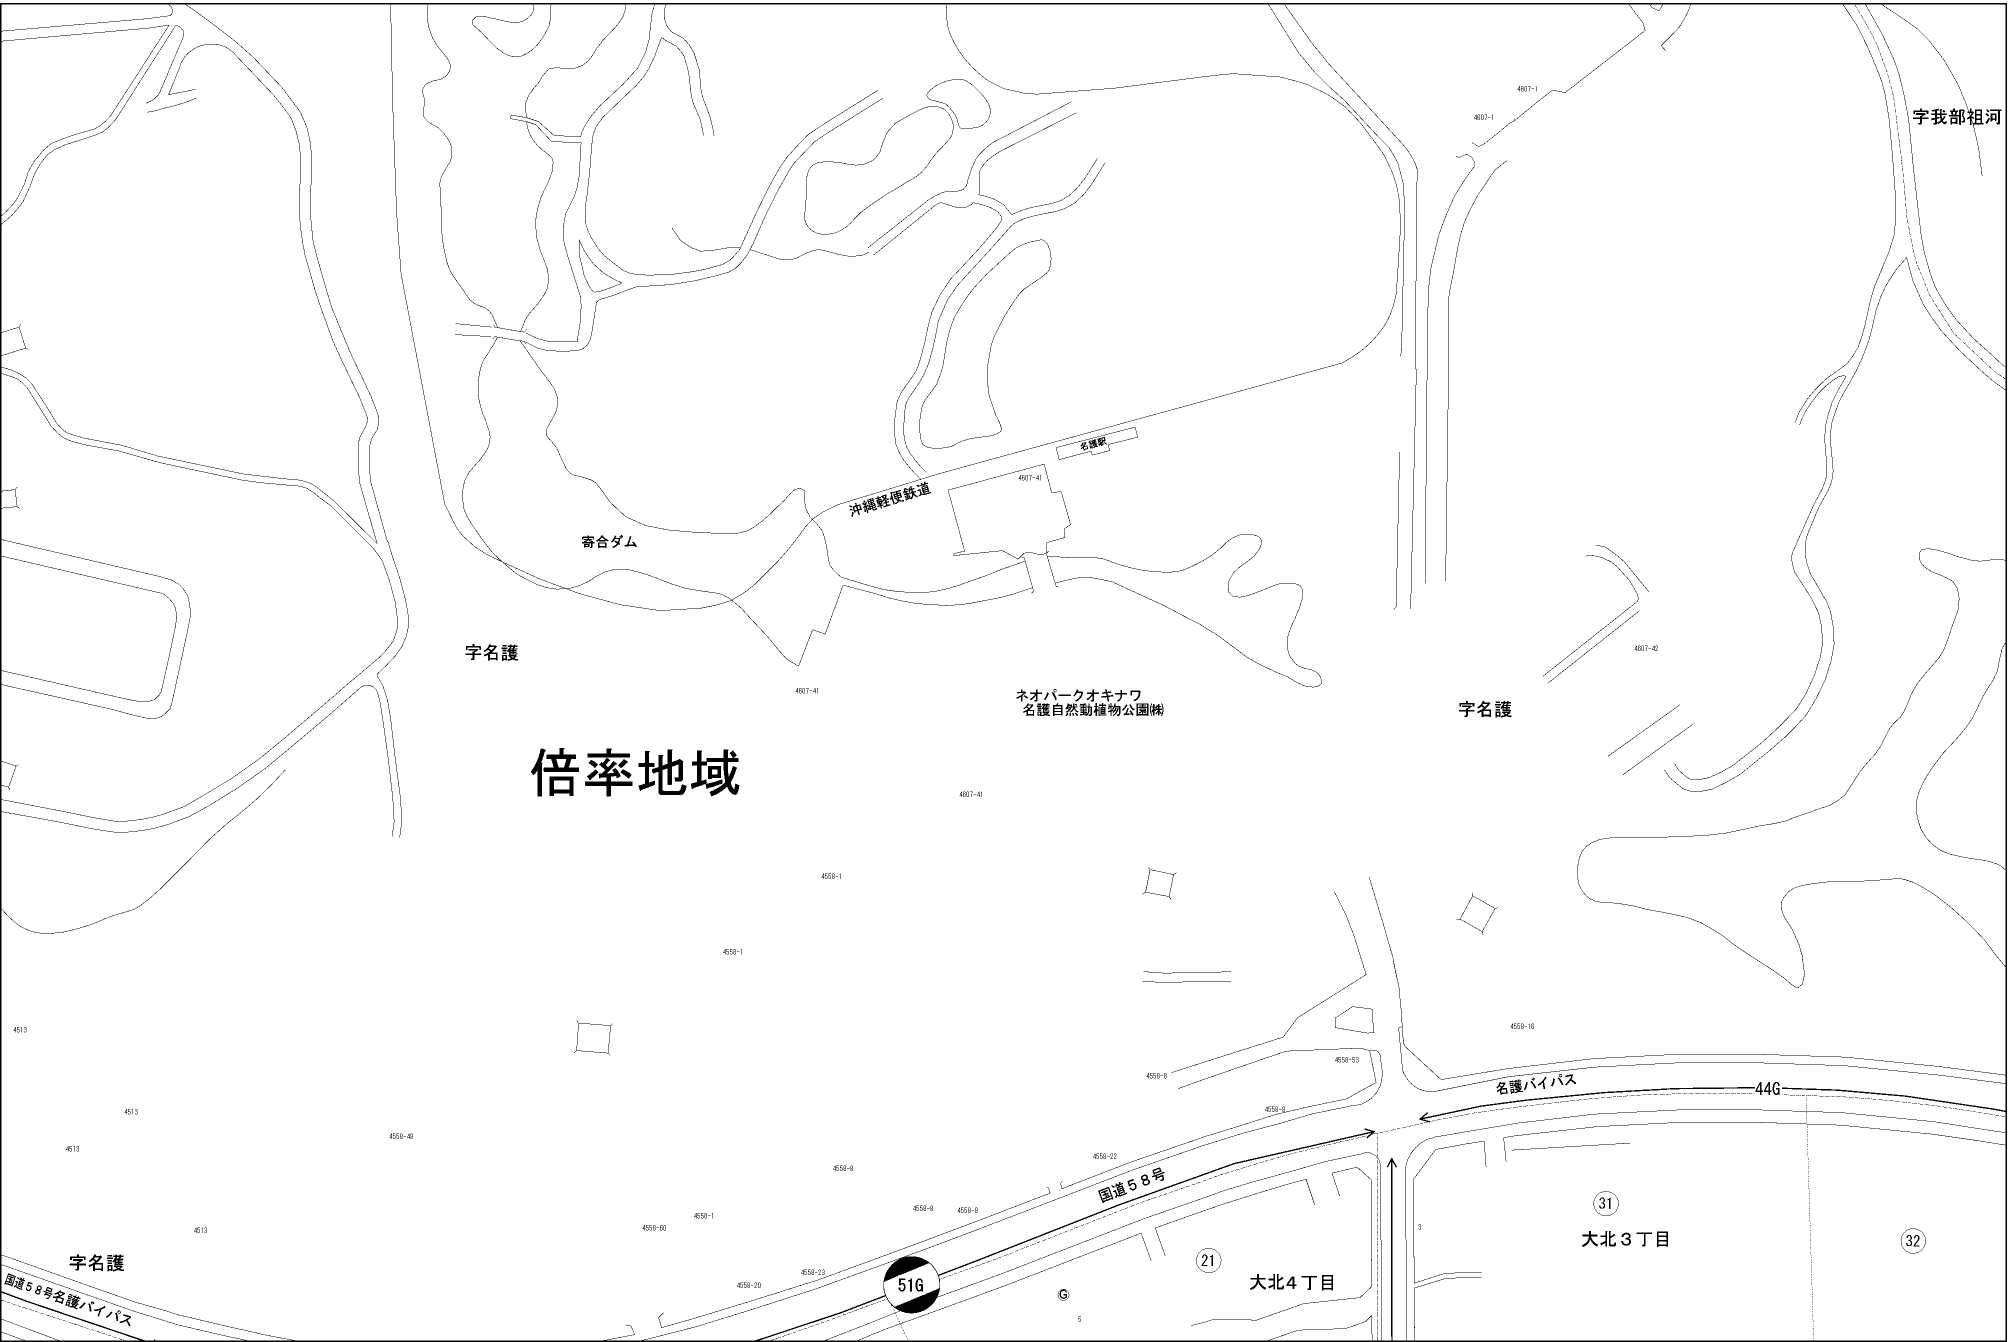 4607-1
4607-1
字我部祖河
名護駅
沖縄軽便鉄道
4607-41
寄合ダム
字名護
4607-42
4607-41
ネオパークオキナワ
名護自然動植物公園㈱
字名護
倍率地域
4607-41
4558-1
4558-1
4513
4558-16
4558-53
4558-8
名護バイパス
44G
4513
4558-8
4558-48
4513
4558-22
4558-8
国道58号
4558-8
4558-8
4558-1
4558-60
4513
31
3
大北3丁目
32
字名護
21
国道58号名護バイパス
4558-23
4558-20
51G
大北4丁目
G
5